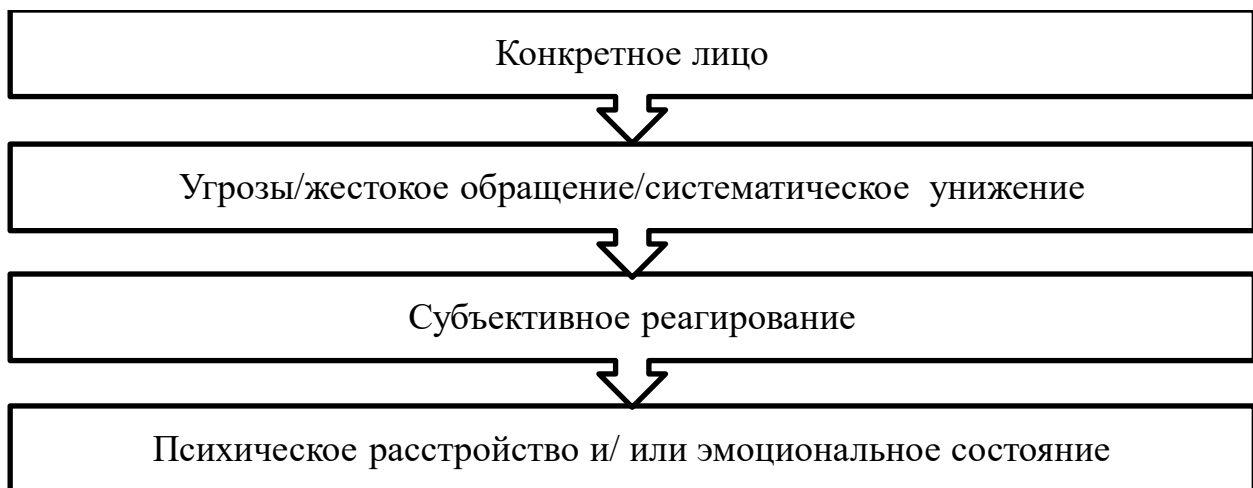 Конкретное лицо
Угрозы/жестокое обращение/систематическое  унижение
Субъективное реагирование
Психическое расстройство и/ или эмоциональное состояние